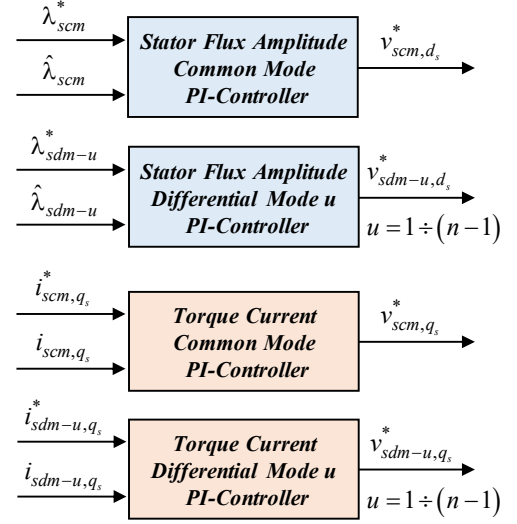 λ*scm
λ̂scm
Stator Flux Amplitude
Common Mode
PI-Controller
v*scm,ds
λ*sdm−u
λ̂sdm−u
Stator Flux Amplitude
Differential Mode u
PI-Controller
v*sdm−u,ds
u = 1 ÷ (n − 1)
i*scm,qs
iscm,qs
Torque Current
Common Mode
PI-Controller
v*scm,qs
i*sdm−u,qs
isdm−u,qs
Torque Current
Differential Mode u
PI-Controller
v*sdm−u,qs
u = 1 ÷ (n − 1)